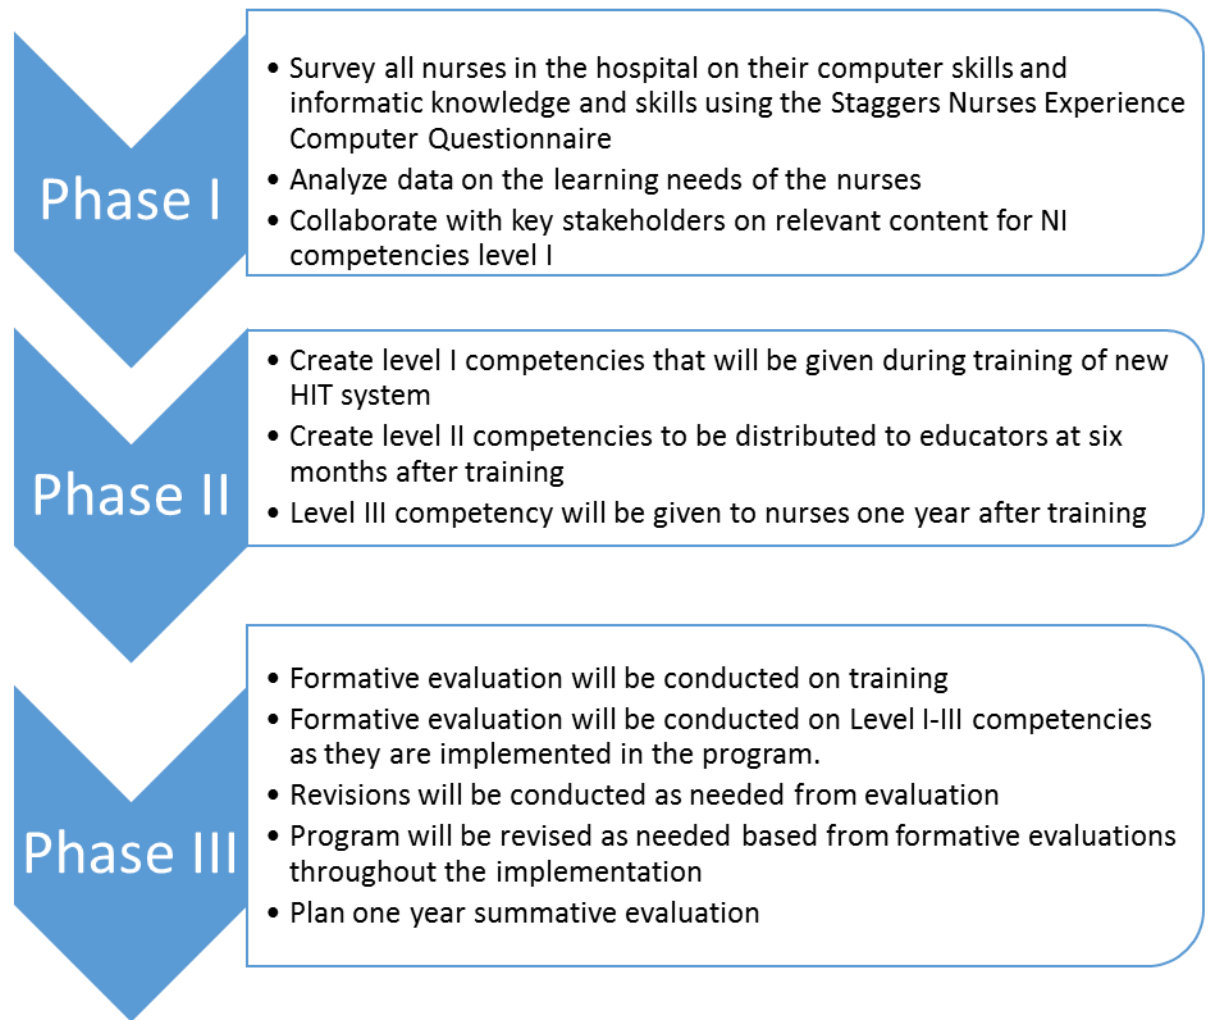 Phase I
• Survey all nurses in the hospital on their computer skills and
informatic knowledge and skills using the Staggers Nurses Experience
Computer Questionnaire
• Analyze data on the learning needs of the nurses
• Collaborate with key stakeholders on relevant content for NI
competencies level I
Phase II
• Create level I competencies that will be given during training of new
HIT system
• Create level II competencies to be distributed to educators at six
months after training
• Level III competency will be given to nurses one year after training
Phase III
• Formative evaluation will be conducted on training
• Formative evaluation will be conducted on Level I-III competencies
as they are implemented in the program.
• Revisions will be conducted as needed from evaluation
• Program will be revised as needed based from formative evaluations
throughout the implementation
• Plan one year summative evaluation